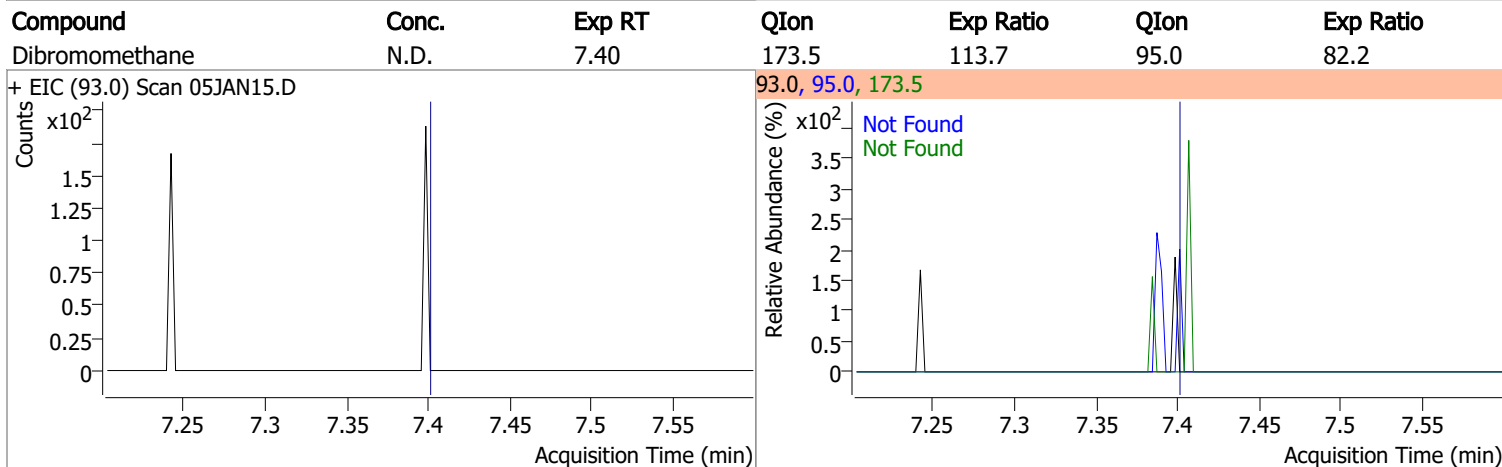 Compound Conc. Exp RT QIon Exp Ratio QIon Exp Ratio
Dibromomethane N.D. 7.40 173.5 113.7 95.0 82.2
+ EIC (93.0) Scan 05JAN15.D
Counts
x10²
1.5
1.25
1
0.75
0.5
0.25
0
7.25 7.3 7.35 7.4 7.45 7.5 7.55
Acquisition Time (min)
93.0, 95.0, 173.5
Relative Abundance (%)
x10²
Not Found
Not Found
3.5
3
2.5
2
1.5
1
0.5
0
7.25 7.3 7.35 7.4 7.45 7.5 7.55
Acquisition Time (min)